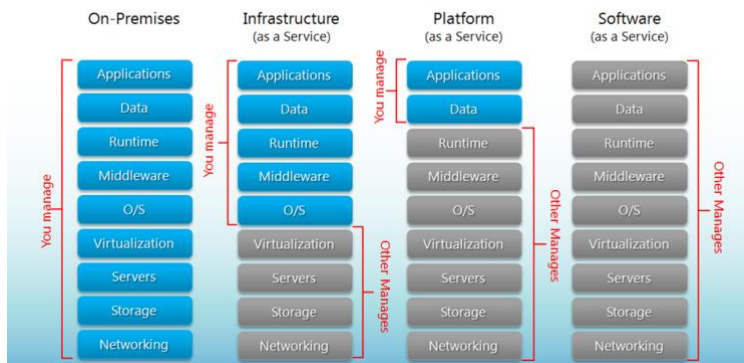 On-Premises
You manage
Applications
Data
Runtime
Middleware
O/S
Virtualization
Servers
Storage
Networking
Infrastructure
(as a Service)
You manage
Applications
Data
Runtime
Middleware
O/S
Virtualization
Servers
Storage
Networking
Other Manages
Platform
(as a Service)
You manage
Applications
Data
Runtime
Middleware
O/S
Virtualization
Servers
Storage
Networking
Other Manages
Software
(as a Service)
Applications
Data
Runtime
Middleware
O/S
Virtualization
Servers
Storage
Networking
Other Manages